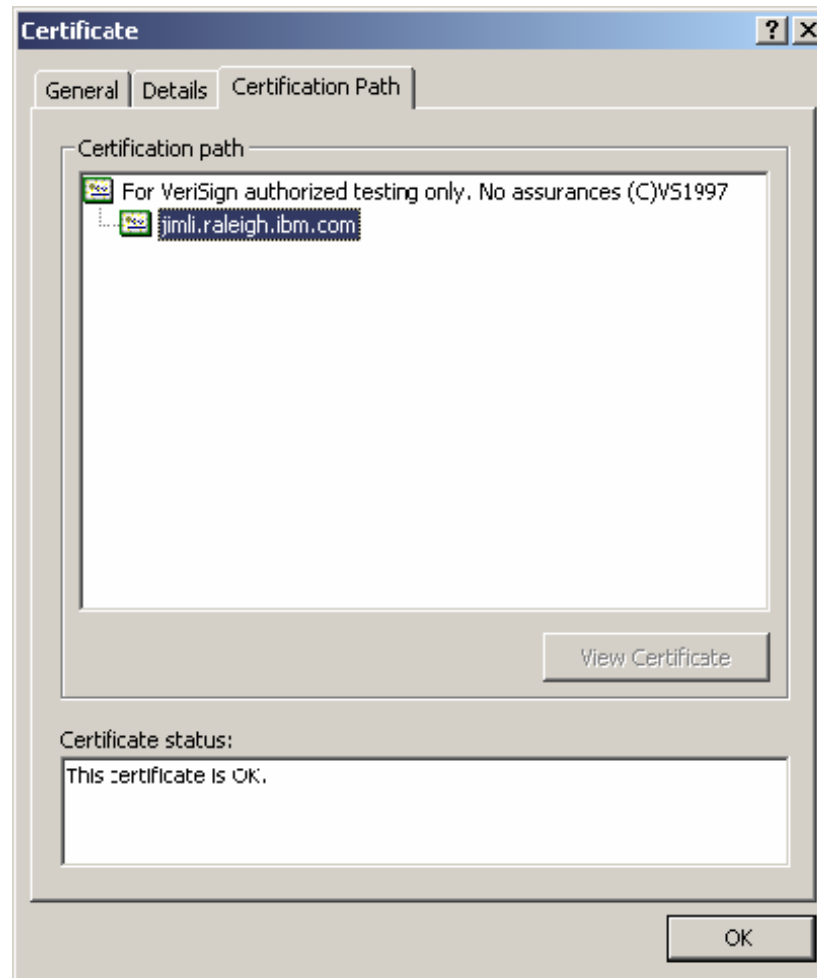 Certificate
? X
General Details Certification Path
Certification path
For VeriSign authorized testing only. No assurances (C)VS1997
jimli.raleigh.ibm.com
View Certificate
Certificate status:
This certificate is OK.
OK